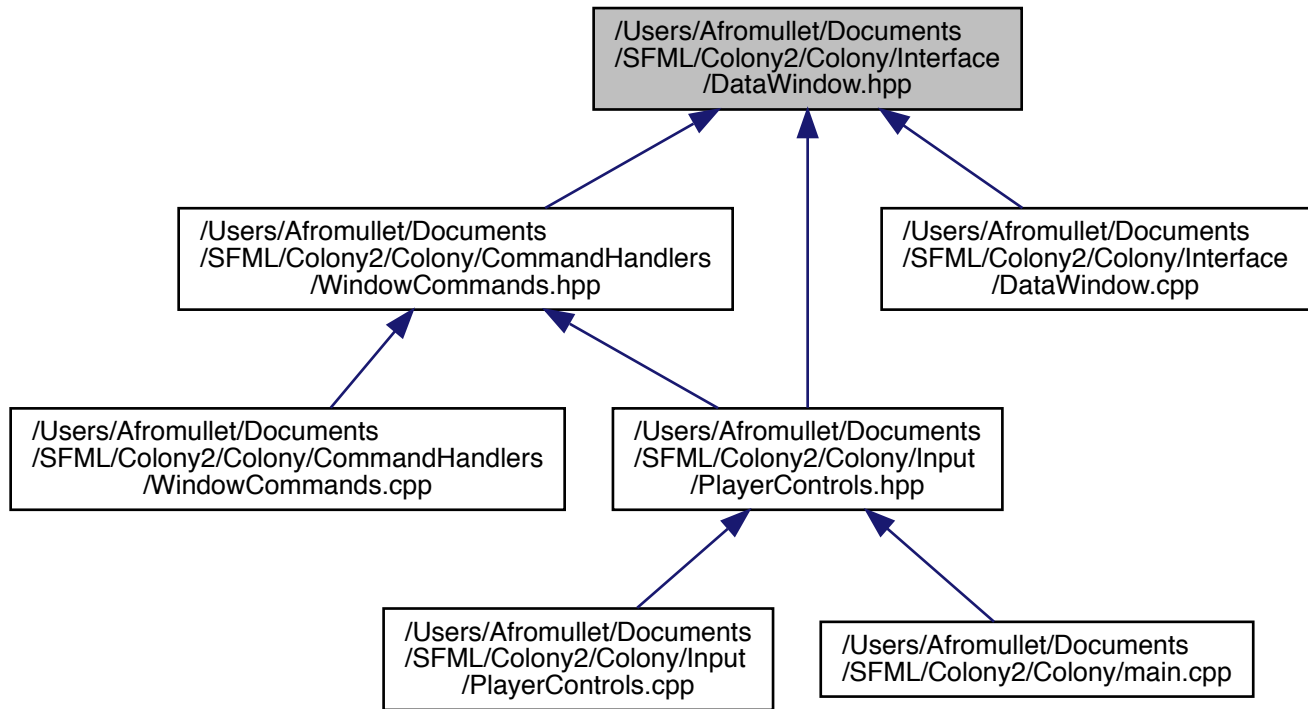 /Users/Afromullet/Documents
/SFML/Colony2/Colony/Interface
/DataWindow.hpp
/Users/Afromullet/Documents
/SFML/Colony2/Colony/CommandHandlers
/WindowCommands.hpp
/Users/Afromullet/Documents
/SFML/Colony2/Colony/Interface
/DataWindow.cpp
/Users/Afromullet/Documents
/SFML/Colony2/Colony/CommandHandlers
/WindowCommands.cpp
/Users/Afromullet/Documents
/SFML/Colony2/Colony/Input
/PlayerControls.hpp
/Users/Afromullet/Documents
/SFML/Colony2/Colony/Input
/PlayerControls.cpp
/Users/Afromullet/Documents
/SFML/Colony2/Colony/main.cpp